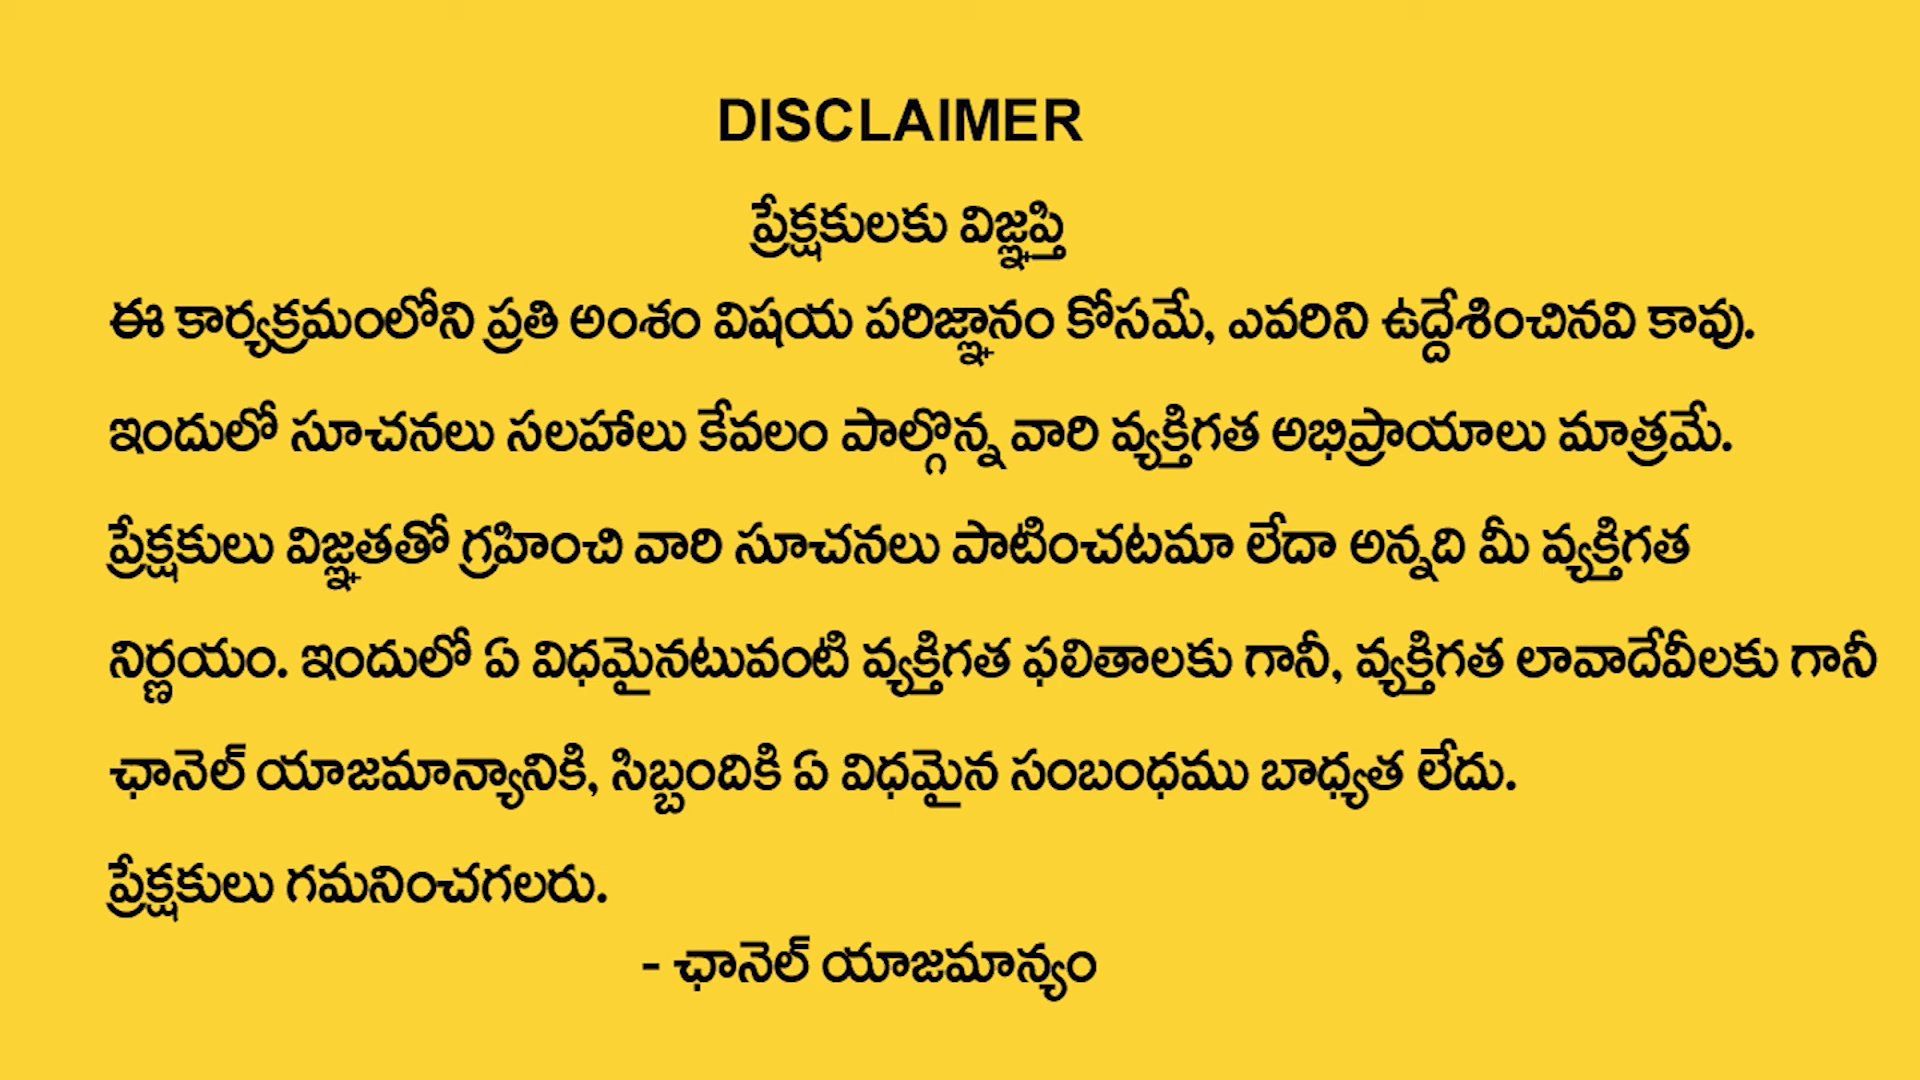 DISCLAIMER
ప్రేక్షకులకు విజ్ఞప్తి
ఈ కార్యక్రమంలోని ప్రతి అంశం విషయ పరిజ్ఞానం కోసమే, ఎవరిని ఉద్దేశించినవి కావు.
ఇందులో సూచనలు సలహాలు కేవలం పాల్గొన్న వారి వ్యక్తిగత అభిప్రాయాలు మాత్రమే.
ప్రేక్షకులు విజ్ఞతతో గ్రహించి వారి సూచనలు పాటించటమా లేదా అన్నది మీ వ్యక్తిగత
నిర్ణయం. ఇందులో ఏ విధమైనటువంటి వ్యక్తిగత ఫలితాలకు గానీ, వ్యక్తిగత లావాదేవీలకు గానీ
ఛానెల్ యాజమాన్యానికి, సిబ్బందికి ఏ విధమైన సంబంధము బాధ్యత లేదు.
ప్రేక్షకులు గమనించగలరు.
- ఛానెల్ యాజమాన్యం